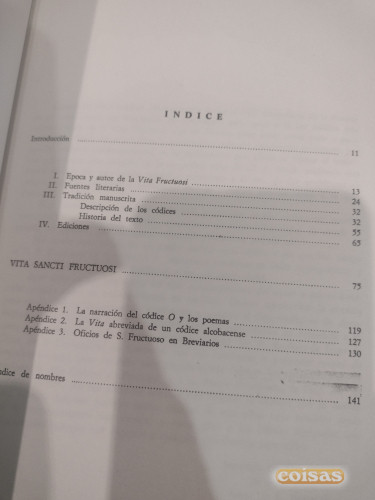 INDICE
Introducción ... 11
I. Epoca y autor de la Vita Fructuosi ... 13
II. Fuentes literarias ... 24
III. Tradición manuscrita ... 32
Descripción de los códices ... 32
Historia del texto ... 55
IV. Ediciones ... 65
VITA SANCTI FRUCTUOSI ... 75
Apéndice 1. La narración del códice O y los poemas ... 119
Apéndice 2. La Vita abreviada de un códice alcobacense ... 127
Apéndice 3. Oficios de S. Fructuoso en Breviarios ... 130
ndice de nombres ... 141
coisas